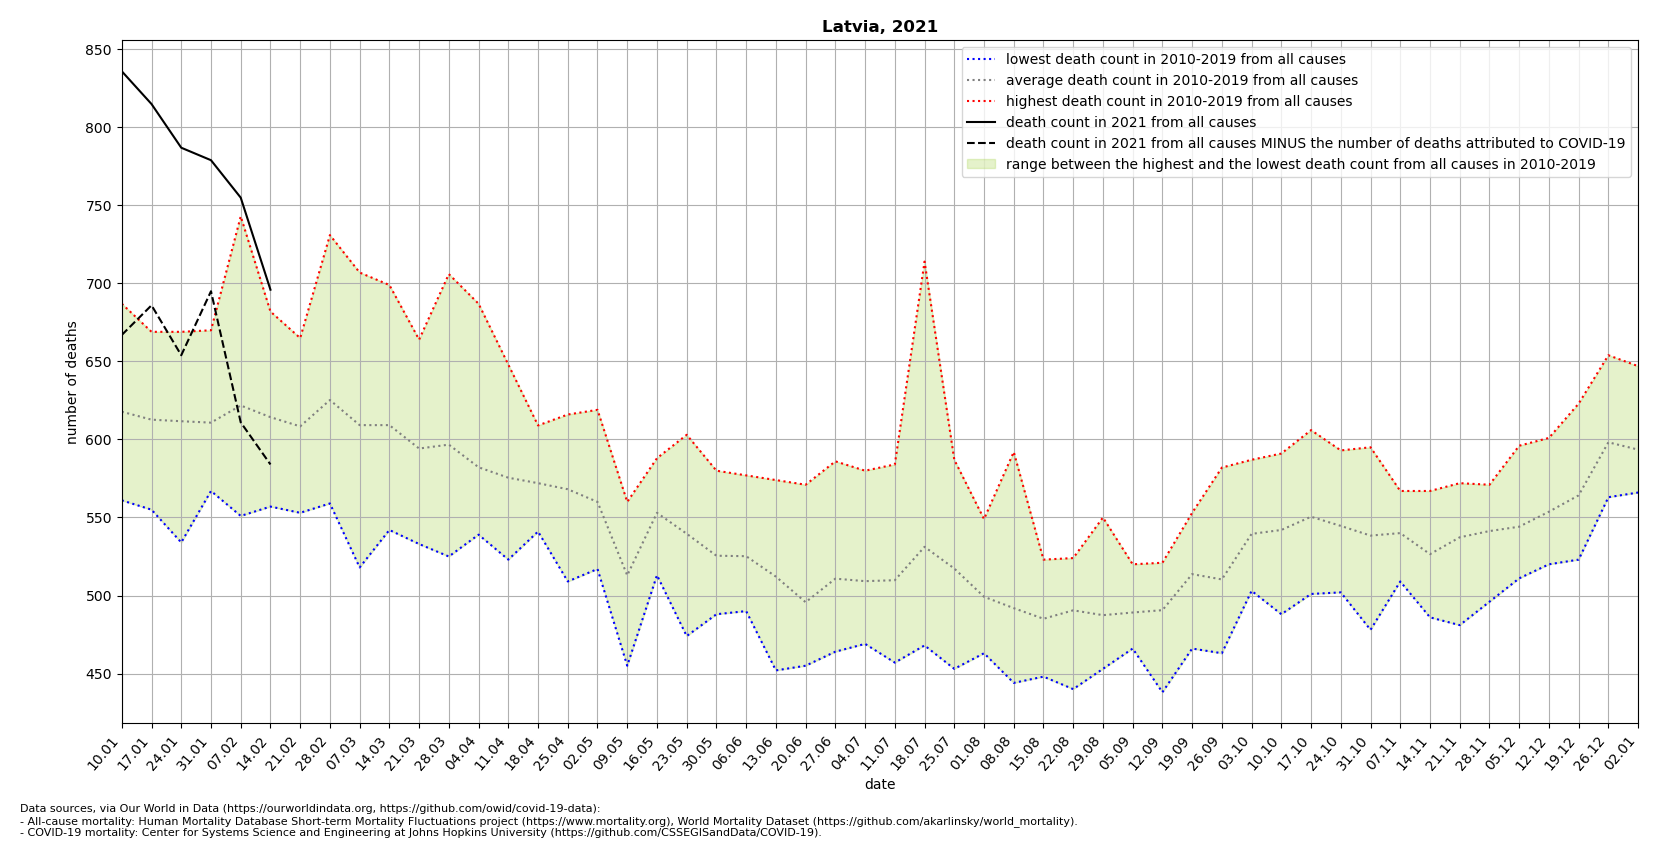 Latvia, 2021
850
800
750
700
650
600
550
500
450
number of deaths
lowest death count in 2010-2019 from all causes
average death count in 2010-2019 from all causes
highest death count in 2010-2019 from all causes
death count in 2021 from all causes
death count in 2021 from all causes MINUS the number of deaths attributed to COVID-19
range between the highest and the lowest death count from all causes in 2010-2019
10.01 17.01 24.01 31.01 07.02 14.02 21.02 28.02 07.03 14.03 21.03 28.03 04.04 11.04 18.04 25.04 02.05 09.05 16.05 23.05 30.05 06.06 13.06 20.06 27.06 04.07 11.07 18.07 25.07 01.08 08.08 15.08 22.08 29.08 05.09 12.09 19.09 26.09 03.10 10.10 17.10 24.10 31.10 07.11 14.11 21.11 28.11 05.12 12.12 19.12 26.12 02.01
date
Data sources, via Our World in Data (https://ourworldindata.org, https://github.com/owid/covid-19-data):
- All-cause mortality: Human Mortality Database Short-term Mortality Fluctuations project (https://www.mortality.org), World Mortality Dataset (https://github.com/akarlinsky/world_mortality).
- COVID-19 mortality: Center for Systems Science and Engineering at Johns Hopkins University (https://github.com/CSSEGISandData/COVID-19).